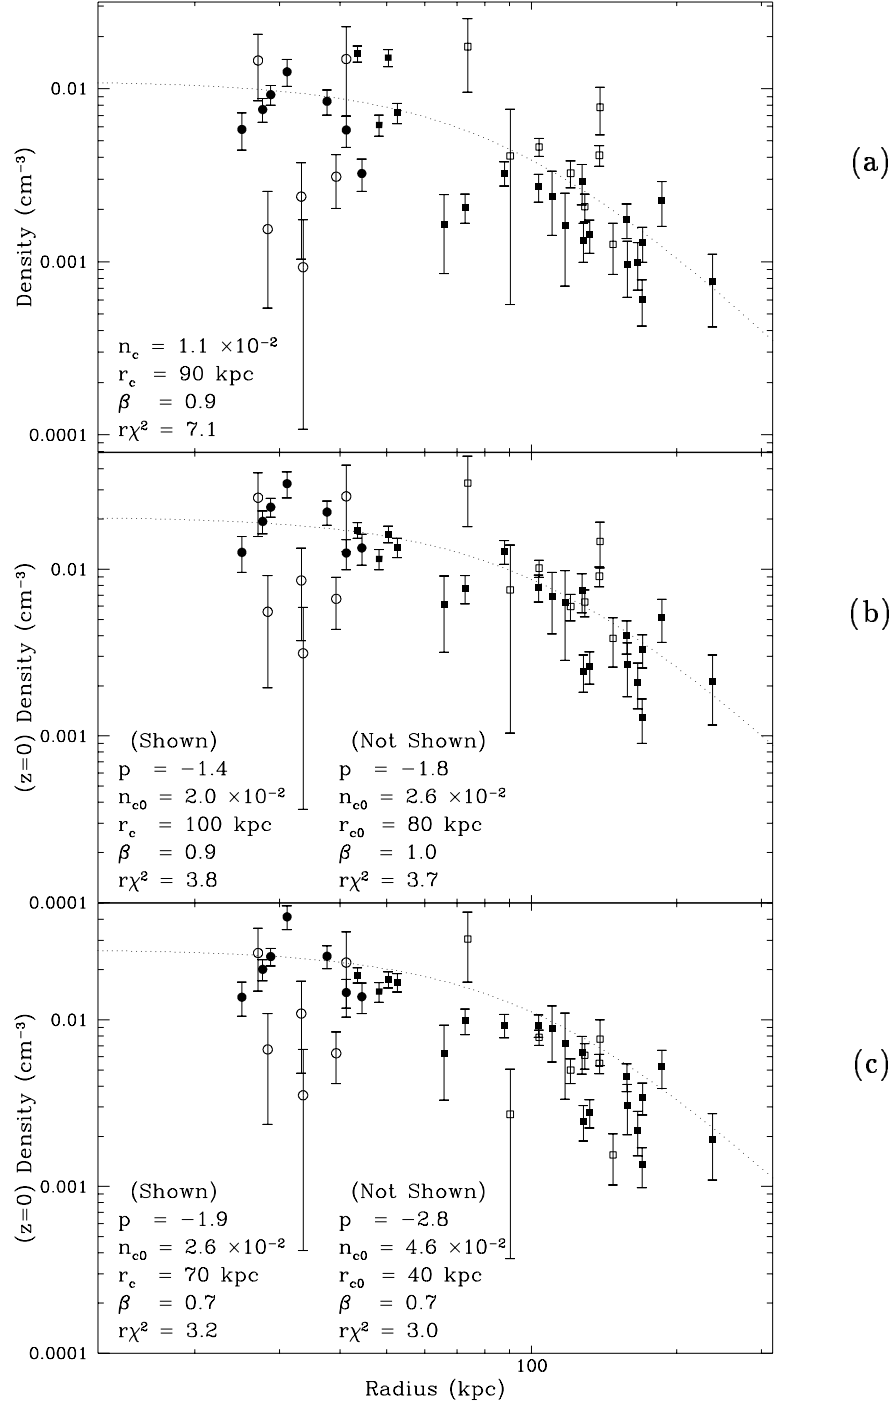 0.01
(a)
Density (cm⁻³)
0.001
n_c = 1.1 ×10⁻²
r_c = 90 kpc
β = 0.9
rχ² = 7.1
0.0001
0.01
(b)
(z=0) Density (cm⁻³)
0.001
(Shown) (Not Shown)
p = −1.4 p = −1.8
n_c0 = 2.0 ×10⁻² n_c0 = 2.6 ×10⁻²
r_c = 100 kpc r_c0 = 80 kpc
β = 0.9 β = 1.0
rχ² = 3.8 rχ² = 3.7
0.0001
0.01
(c)
(z=0) Density (cm⁻³)
0.001
(Shown) (Not Shown)
p = −1.9 p = −2.8
n_c0 = 2.6 ×10⁻² n_c0 = 4.6 ×10⁻²
r_c = 70 kpc r_c0 = 40 kpc
β = 0.7 β = 0.7
rχ² = 3.2 rχ² = 3.0
0.0001
100
Radius (kpc)